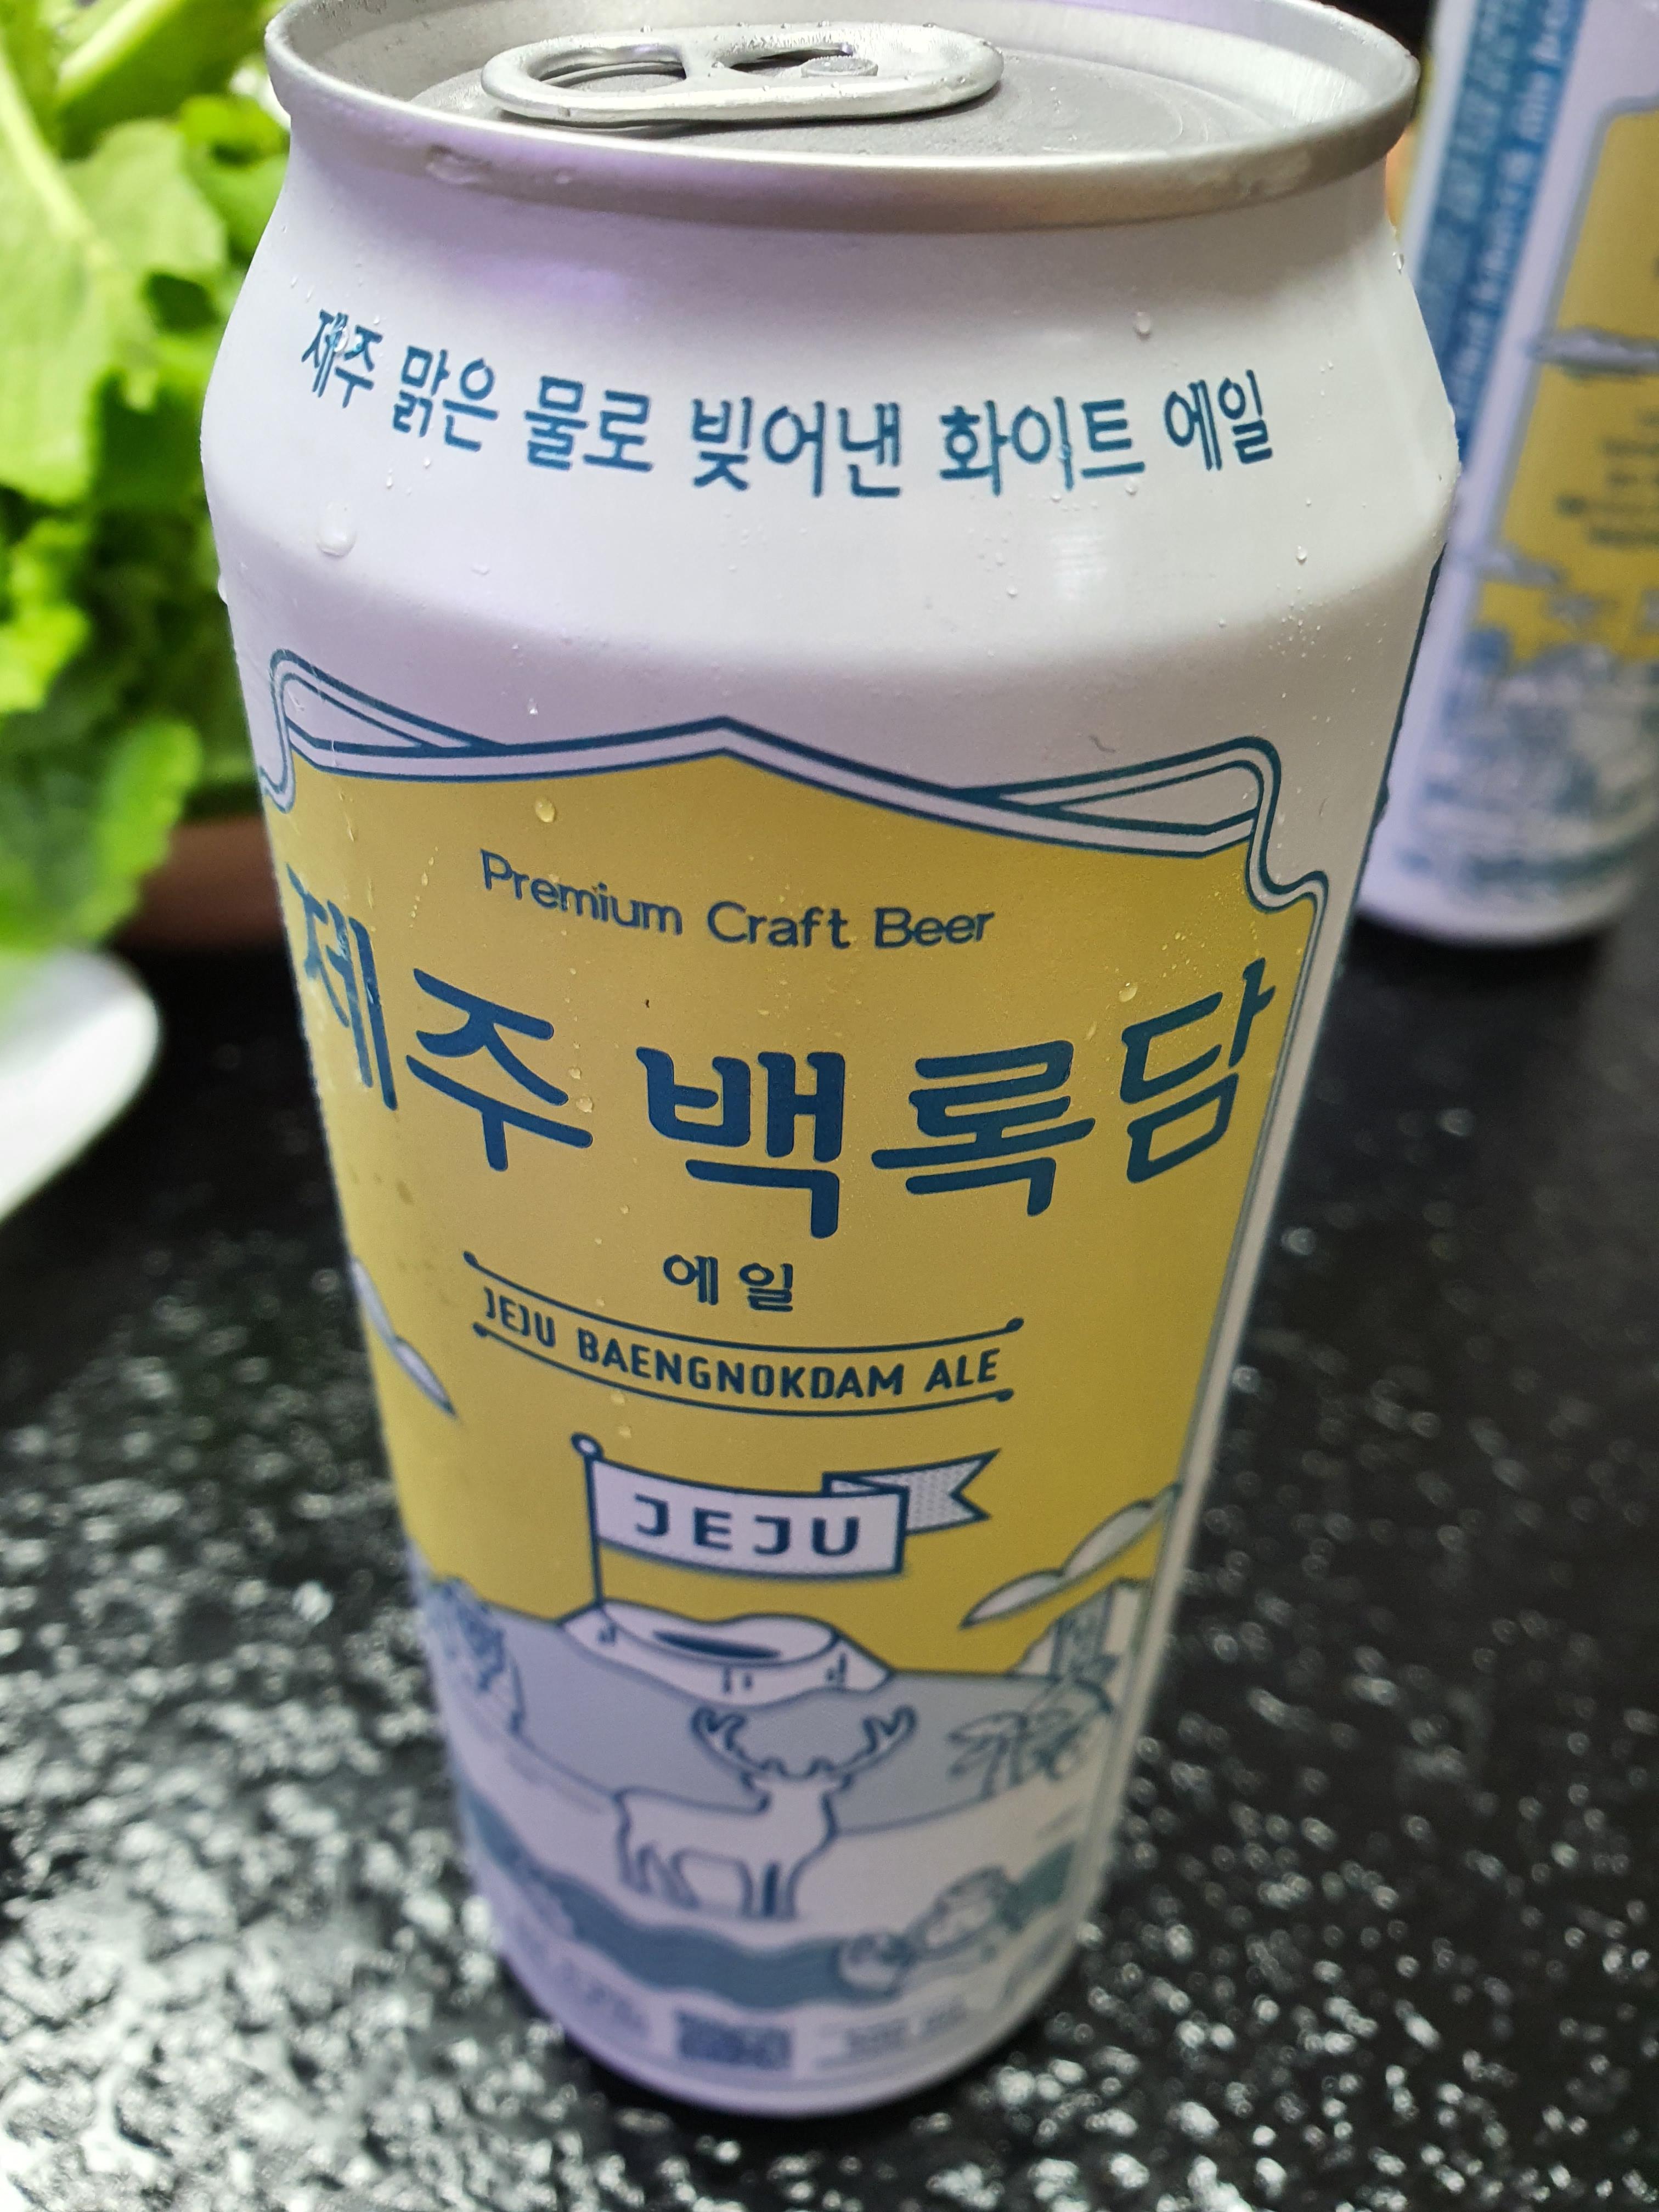 제주 맑은 물로 빚어낸 화이트 에일
Premium Craft Beer
제주 백록담
에일
JEJU BAENGNOKDAM ALE
JEJU